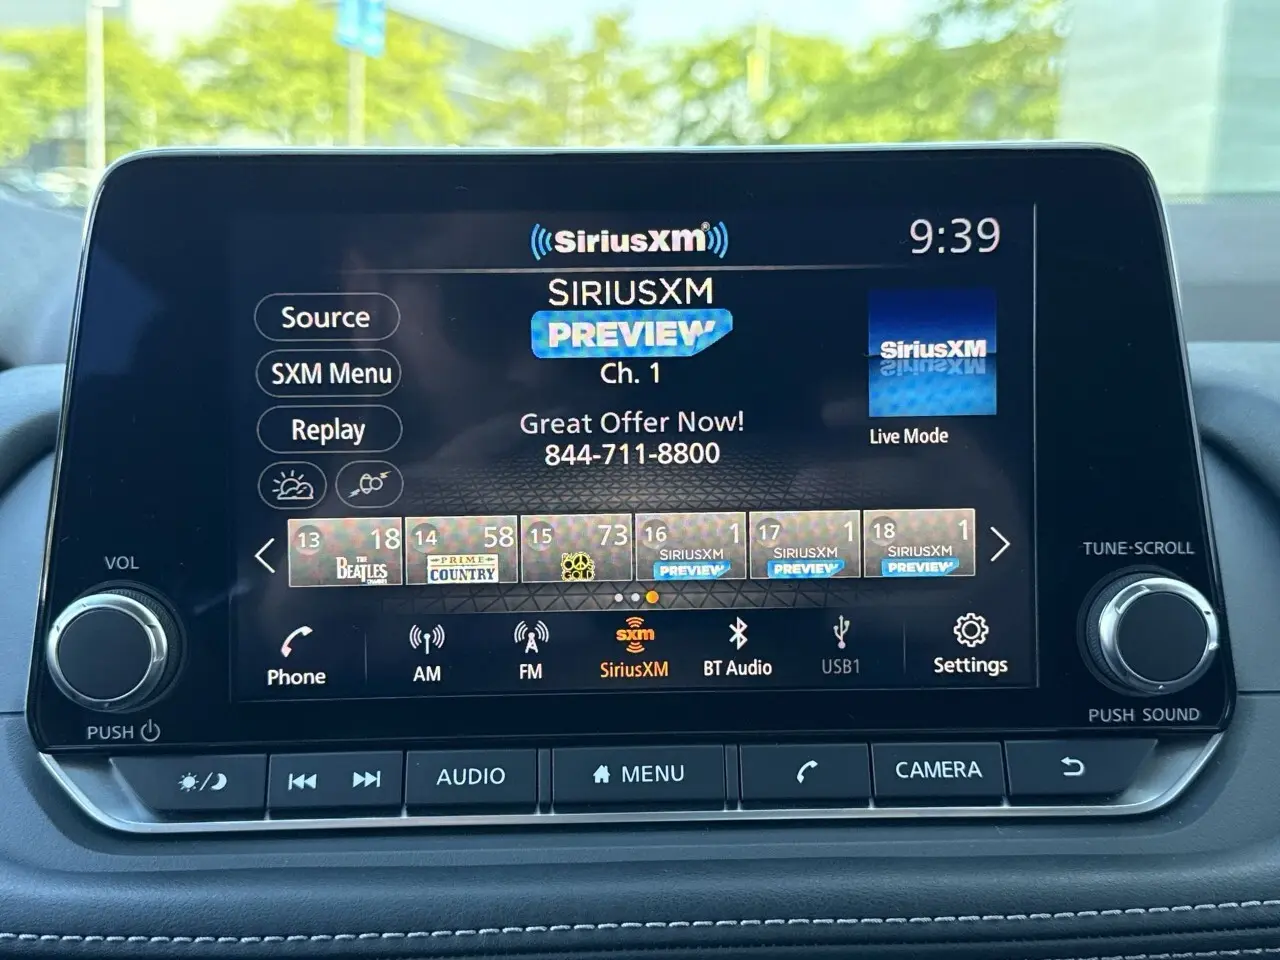 SiriusXM®
9:39
SIRIUSXM
PREVIEW
Ch. 1
Great Offer Now!
844-711-8800
Source
SXM Menu
Replay
SiriusXM
Live Mode
13 18
THE BEATLES CHANNEL
14 58
PRIME COUNTRY
15 73
60s GOLD
16 1
SIRIUSXM
PREVIEW
17 1
SIRIUSXM
PREVIEW
18 1
SIRIUSXM
PREVIEW
Phone
AM
FM
sxm
SiriusXM
BT Audio
USB1
Settings
VOL
PUSH
TUNE·SCROLL
PUSH SOUND
AUDIO
MENU
CAMERA